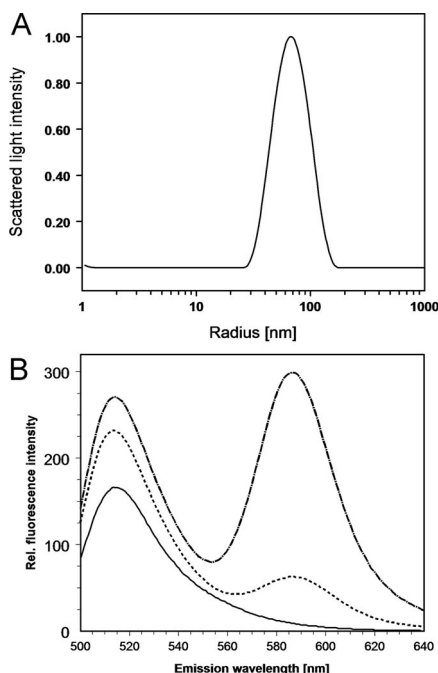 A
Scattered light intensity
1.00
0.80
0.60
0.40
0.20
0.00
1 10 100 1000
Radius [nm]
B
Rel. fluorescence intensity
300
200
100
0
500 520 540 560 580 600 620 640
Emission wavelength [nm]